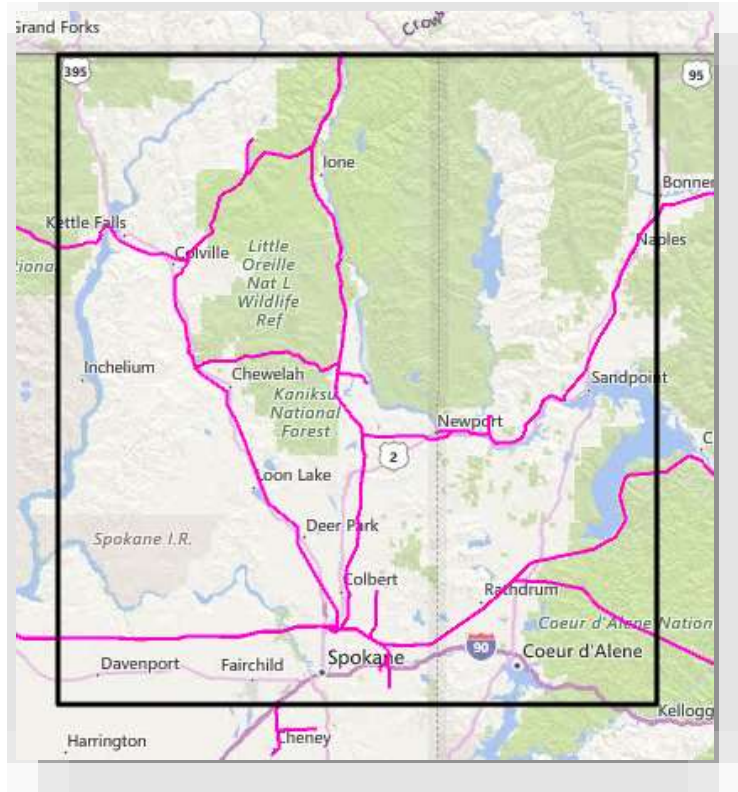 Grand Forks
Crow
395
95
Ione
Bonner
Kettle Falls
Naples
Colville
Little
Oreille
Nat L
Wildlife
Ref
ional
Inchelium
Chewelah
Sandpoint
Kaniksu
National
Forest
Newport
2
C
Loon Lake
Deer Park
Spokane I.R.
Colbert
Rathdrum
Coeur d'Alene Nation
90
Coeur d'Alene
Spokane
Davenport
Fairchild
Kellogg
Harrington
Cheney